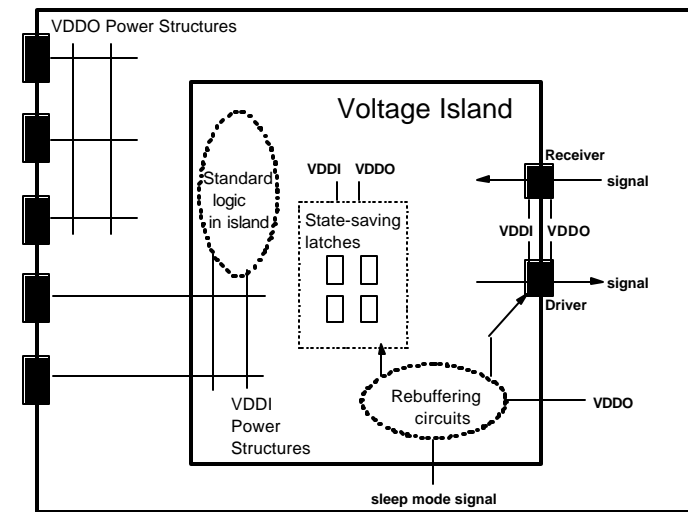 VDDO Power Structures
Voltage Island
Standard
logic
in island
VDDI VDDO
State-saving
latches
Receiver
signal
VDDI VDDO
signal
Driver
Rebuffering
circuits
VDDO
VDDI
Power
Structures
sleep mode signal